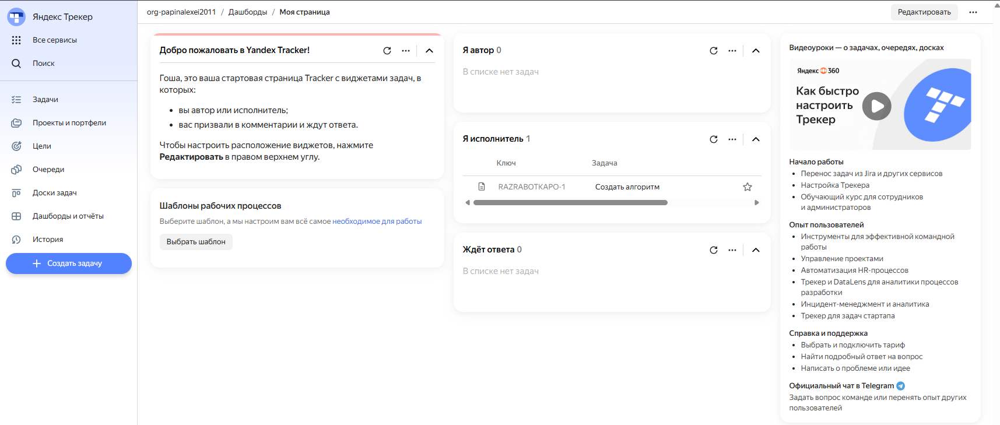 Яндекс Трекер
Все сервисы
Поиск
Задачи
Проекты и портфели
Цели
Очереди
Доски задач
Дашборды и отчёты
История
Создать задачу
org-papinalexei2011 / Дашборды / Моя страница
Редактировать
Добро пожаловать в Yandex Tracker!
Гоша, это ваша стартовая страница Tracker с виджетами задач, в
которых:
• вы автор или исполнитель;
• вас призвали в комментарии и ждут ответа.
Чтобы настроить расположение виджетов, нажмите
Редактировать в правом верхнем углу.
Шаблоны рабочих процессов
Выберите шаблон, а мы настроим вам всё самое необходимое для работы
Выбрать шаблон
Я автор 0
В списке нет задач
Я исполнитель 1
Ключ Задача
RAZRABOTKAPO-1 Создать алгоритм
Ждёт ответа 0
В списке нет задач
Видеоуроки — о задачах, очередях, досках
Яндекс 360
Как быстро
настроить
Трекер
Начало работы
• Перенос задач из Jira и других сервисов
• Настройка Трекера
• Обучающий курс для сотрудников
и администраторов
Опыт пользователей
• Инструменты для эффективной командной
работы
• Управление проектами
• Автоматизация HR-процессов
• Трекер и DataLens для аналитики процессов
разработки
• Инцидент-менеджмент и аналитика
• Трекер для задач стартапа
Справка и поддержка
• Выбрать и подключить тариф
• Найти подробный ответ на вопрос
• Написать о проблеме или идее
Официальный чат в Telegram
Задать вопрос команде или перенять опыт других
пользователей